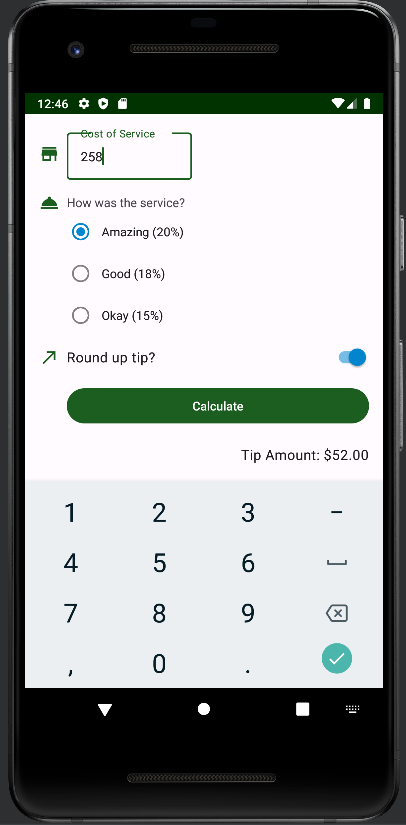 12:46
Cost of Service
258
How was the service?
Amazing (20%)
Good (18%)
Okay (15%)
Round up tip?
Calculate
Tip Amount: $52.00
1 2 3 –
4 5 6
7 8 9
, 0 .